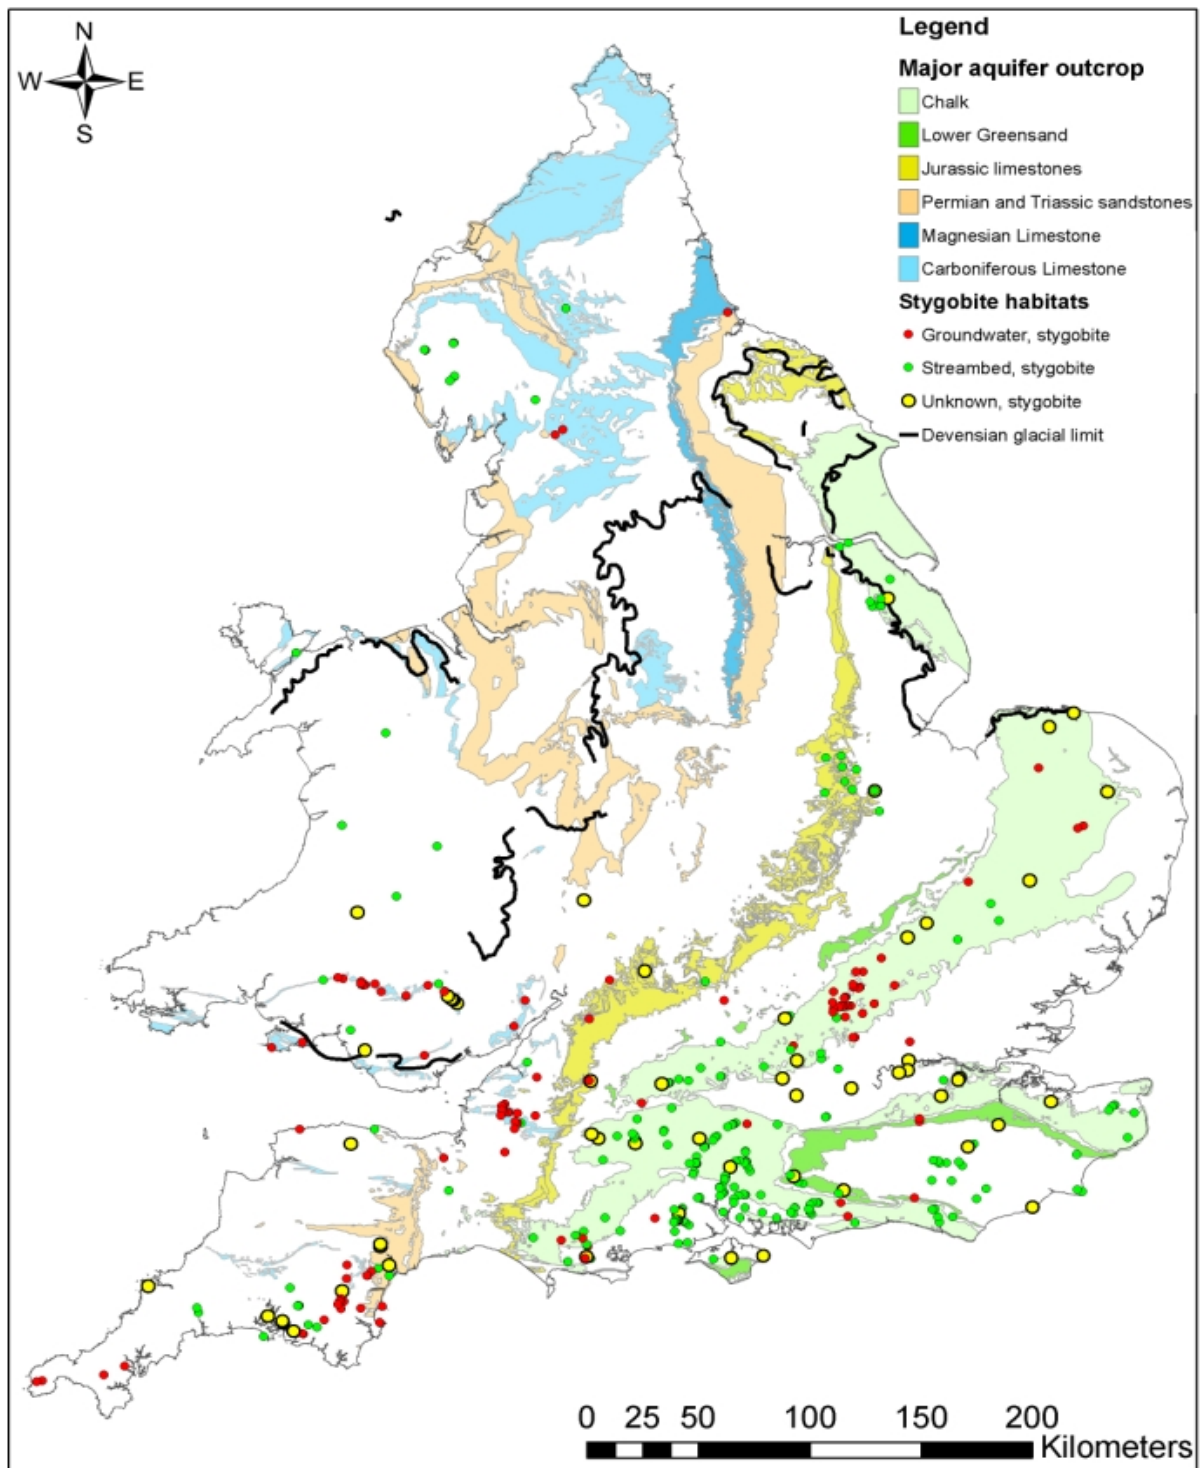 N
W E
S
Legend
Major aquifer outcrop
Chalk
Lower Greensand
Jurassic limestones
Permian and Triassic sandstones
Magnesian Limestone
Carboniferous Limestone
Stygobite habitats
Groundwater, stygobite
Streambed, stygobite
Unknown, stygobite
Devensian glacial limit
0 25 50 100 150 200
Kilometers